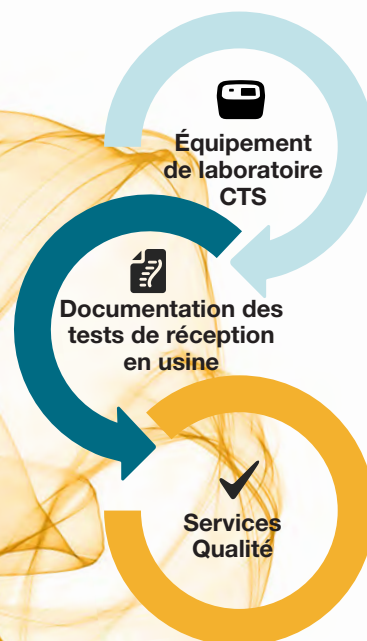 Équipement
de laboratoire
CTS
Documentation des
tests de réception
en usine
Services
Qualité